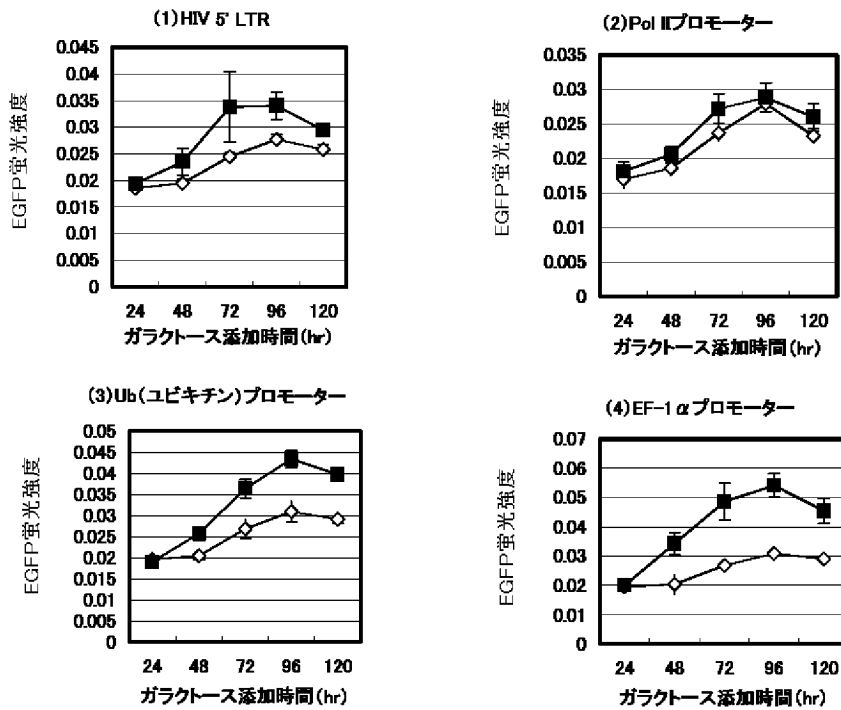 (1)HIV 5' LTR
EGFP蛍光強度
0.045
0.04
0.035
0.03
0.025
0.02
0.015
0.01
0.005
0
24 48 72 96 120
ガラクトース添加時間(hr)
(2)Pol IIプロモーター
EGFP蛍光強度
0.035
0.03
0.025
0.02
0.015
0.01
0.005
0
24 48 72 96 120
ガラクトース添加時間(hr)
(3)Ub(ユビキチン)プロモーター
EGFP蛍光強度
0.05
0.045
0.04
0.035
0.03
0.025
0.02
0.015
0.01
0.005
0
24 48 72 96 120
ガラクトース添加時間(hr)
(4)EF-1αプロモーター
EGFP蛍光強度
0.07
0.06
0.05
0.04
0.03
0.02
0.01
0
24 48 72 96 120
ガラクトース添加時間(hr)